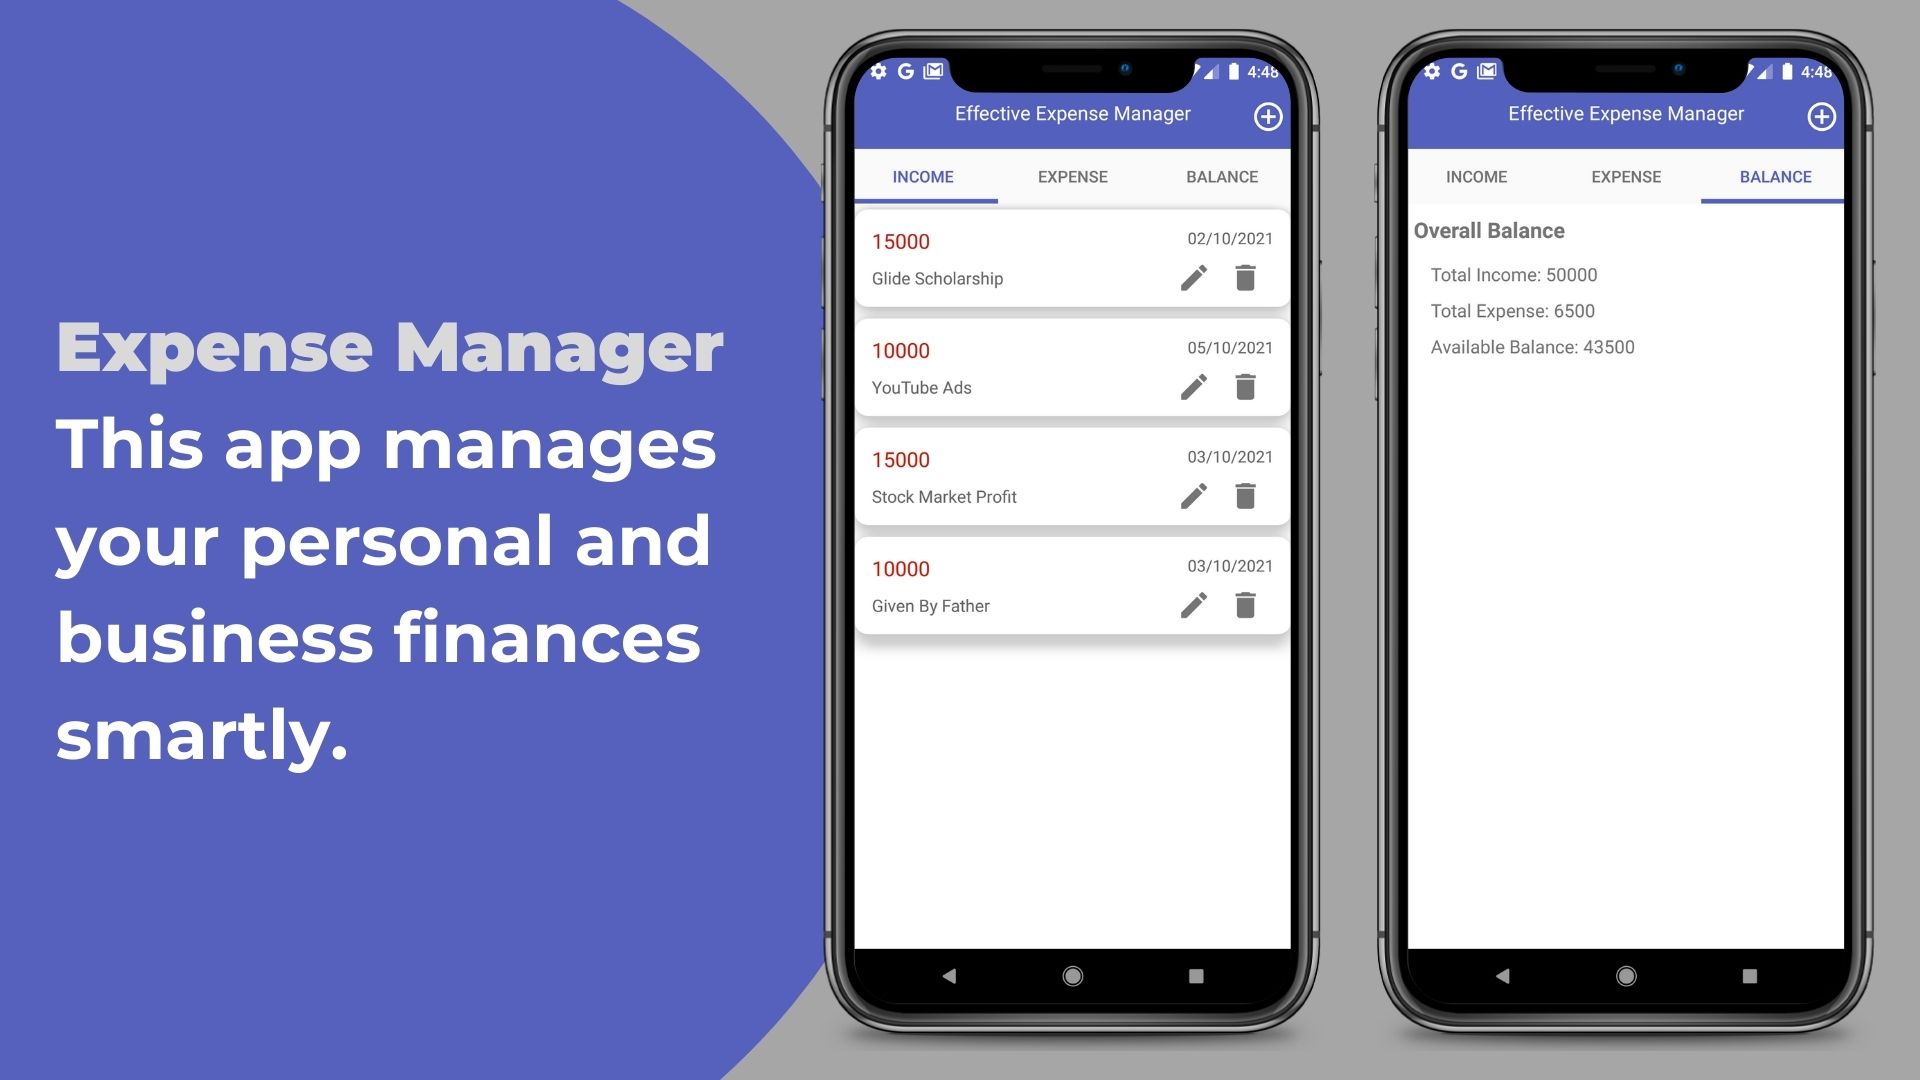 Expense Manager
This app manages
your personal and
business finances
smartly.
4:48
Effective Expense Manager
INCOME EXPENSE BALANCE
15000 02/10/2021
Glide Scholarship
10000 05/10/2021
YouTube Ads
15000 03/10/2021
Stock Market Profit
10000 03/10/2021
Given By Father
4:48
Effective Expense Manager
INCOME EXPENSE BALANCE
Overall Balance
Total Income: 50000
Total Expense: 6500
Available Balance: 43500